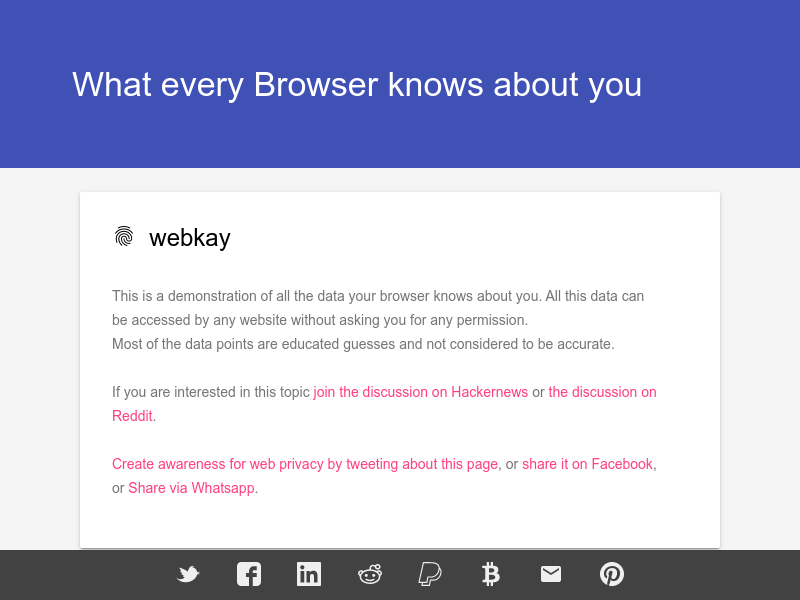 What every Browser knows about you
webkay
This is a demonstration of all the data your browser knows about you. All this data can
be accessed by any website without asking you for any permission.
Most of the data points are educated guesses and not considered to be accurate.
If you are interested in this topic join the discussion on Hackernews or the discussion on
Reddit.
Create awareness for web privacy by tweeting about this page, or share it on Facebook,
or Share via Whatsapp.